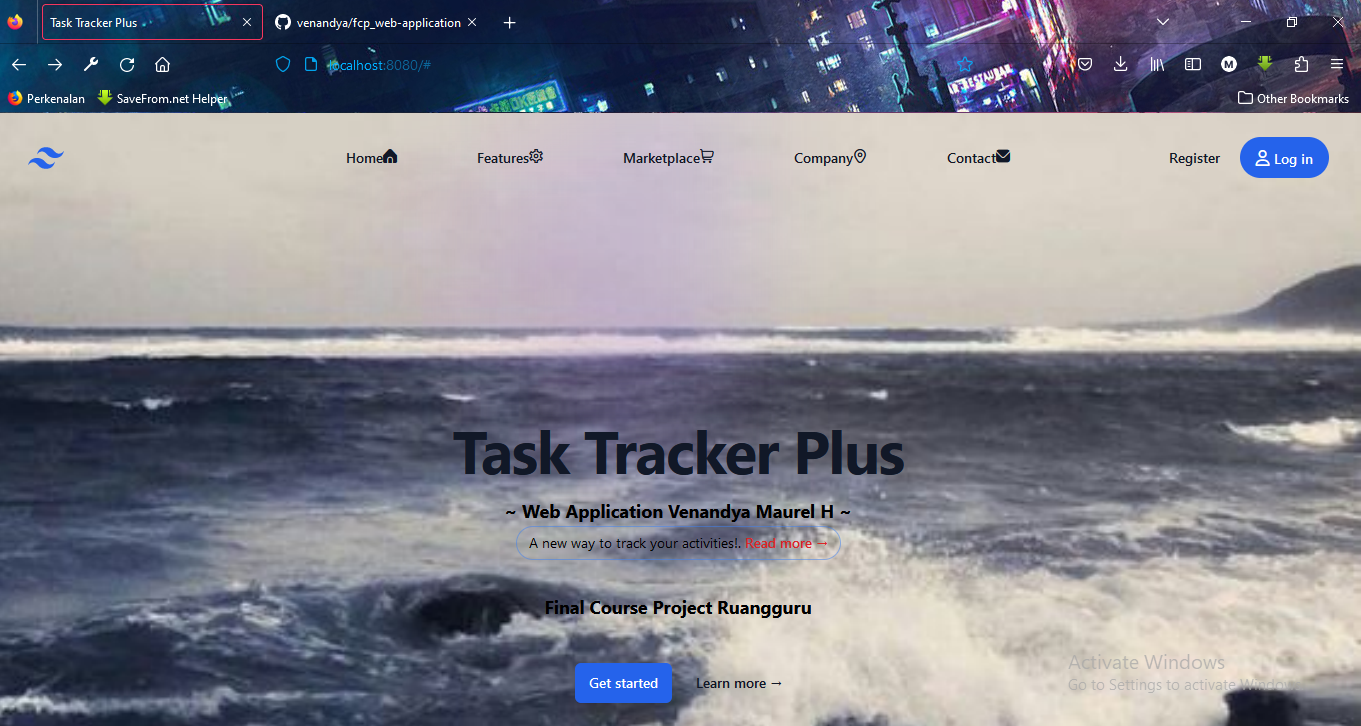 Task Tracker Plus
venandya/fcp_web-application
localhost:8080/#
Perkenalan
SaveFrom.net Helper
Other Bookmarks
Home
Features
Marketplace
Company
Contact
Register
Log in
Task Tracker Plus
~ Web Application Venandya Maurel H ~
A new way to track your activities!. Read more →
Final Course Project Ruangguru
Get started
Learn more →
Activate Windows
Go to Settings to activate Windows.
RESTAURANT
M